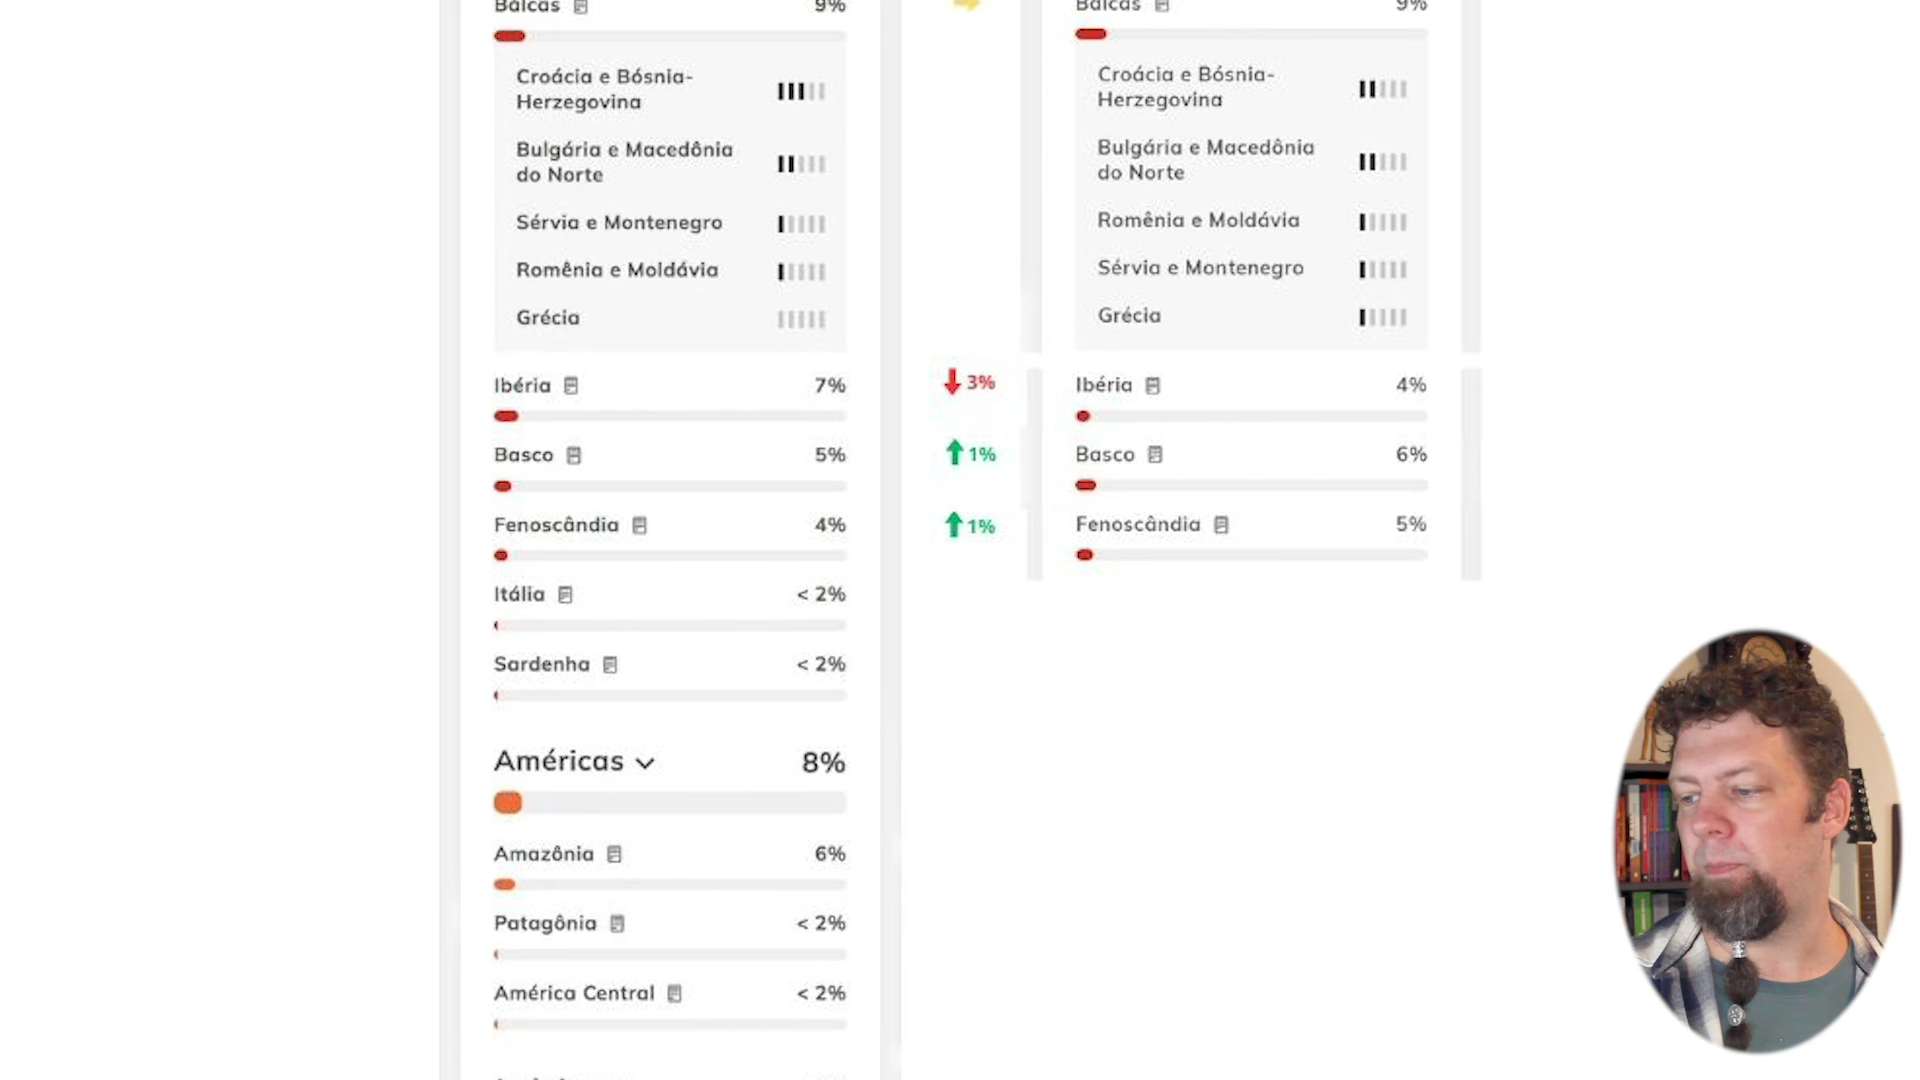 Bálcãs 9%
Croácia e Bósnia-
Herzegovina
Bulgária e Macedônia
do Norte
Sérvia e Montenegro
Romênia e Moldávia
Grécia
Ibéria 7%
Basco 5%
Fenoscândia 4%
Itália < 2%
Sardenha < 2%
Américas 8%
Amazônia 6%
Patagônia < 2%
América Central < 2%
3%
1%
1%
Bálcãs 9%
Croácia e Bósnia-
Herzegovina
Bulgária e Macedônia
do Norte
Romênia e Moldávia
Sérvia e Montenegro
Grécia
Ibéria 4%
Basco 6%
Fenoscândia 5%